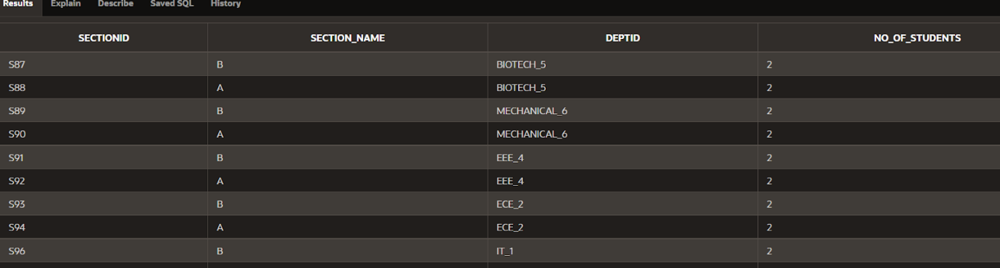 Results Explain Describe Saved SQL History
SECTIONID SECTION_NAME DEPTID NO_OF_STUDENTS
S87 B BIOTECH_5 2
S88 A BIOTECH_5 2
S89 B MECHANICAL_6 2
S90 A MECHANICAL_6 2
S91 B EEE_4 2
S92 A EEE_4 2
S93 B ECE_2 2
S94 A ECE_2 2
S96 B IT_1 2